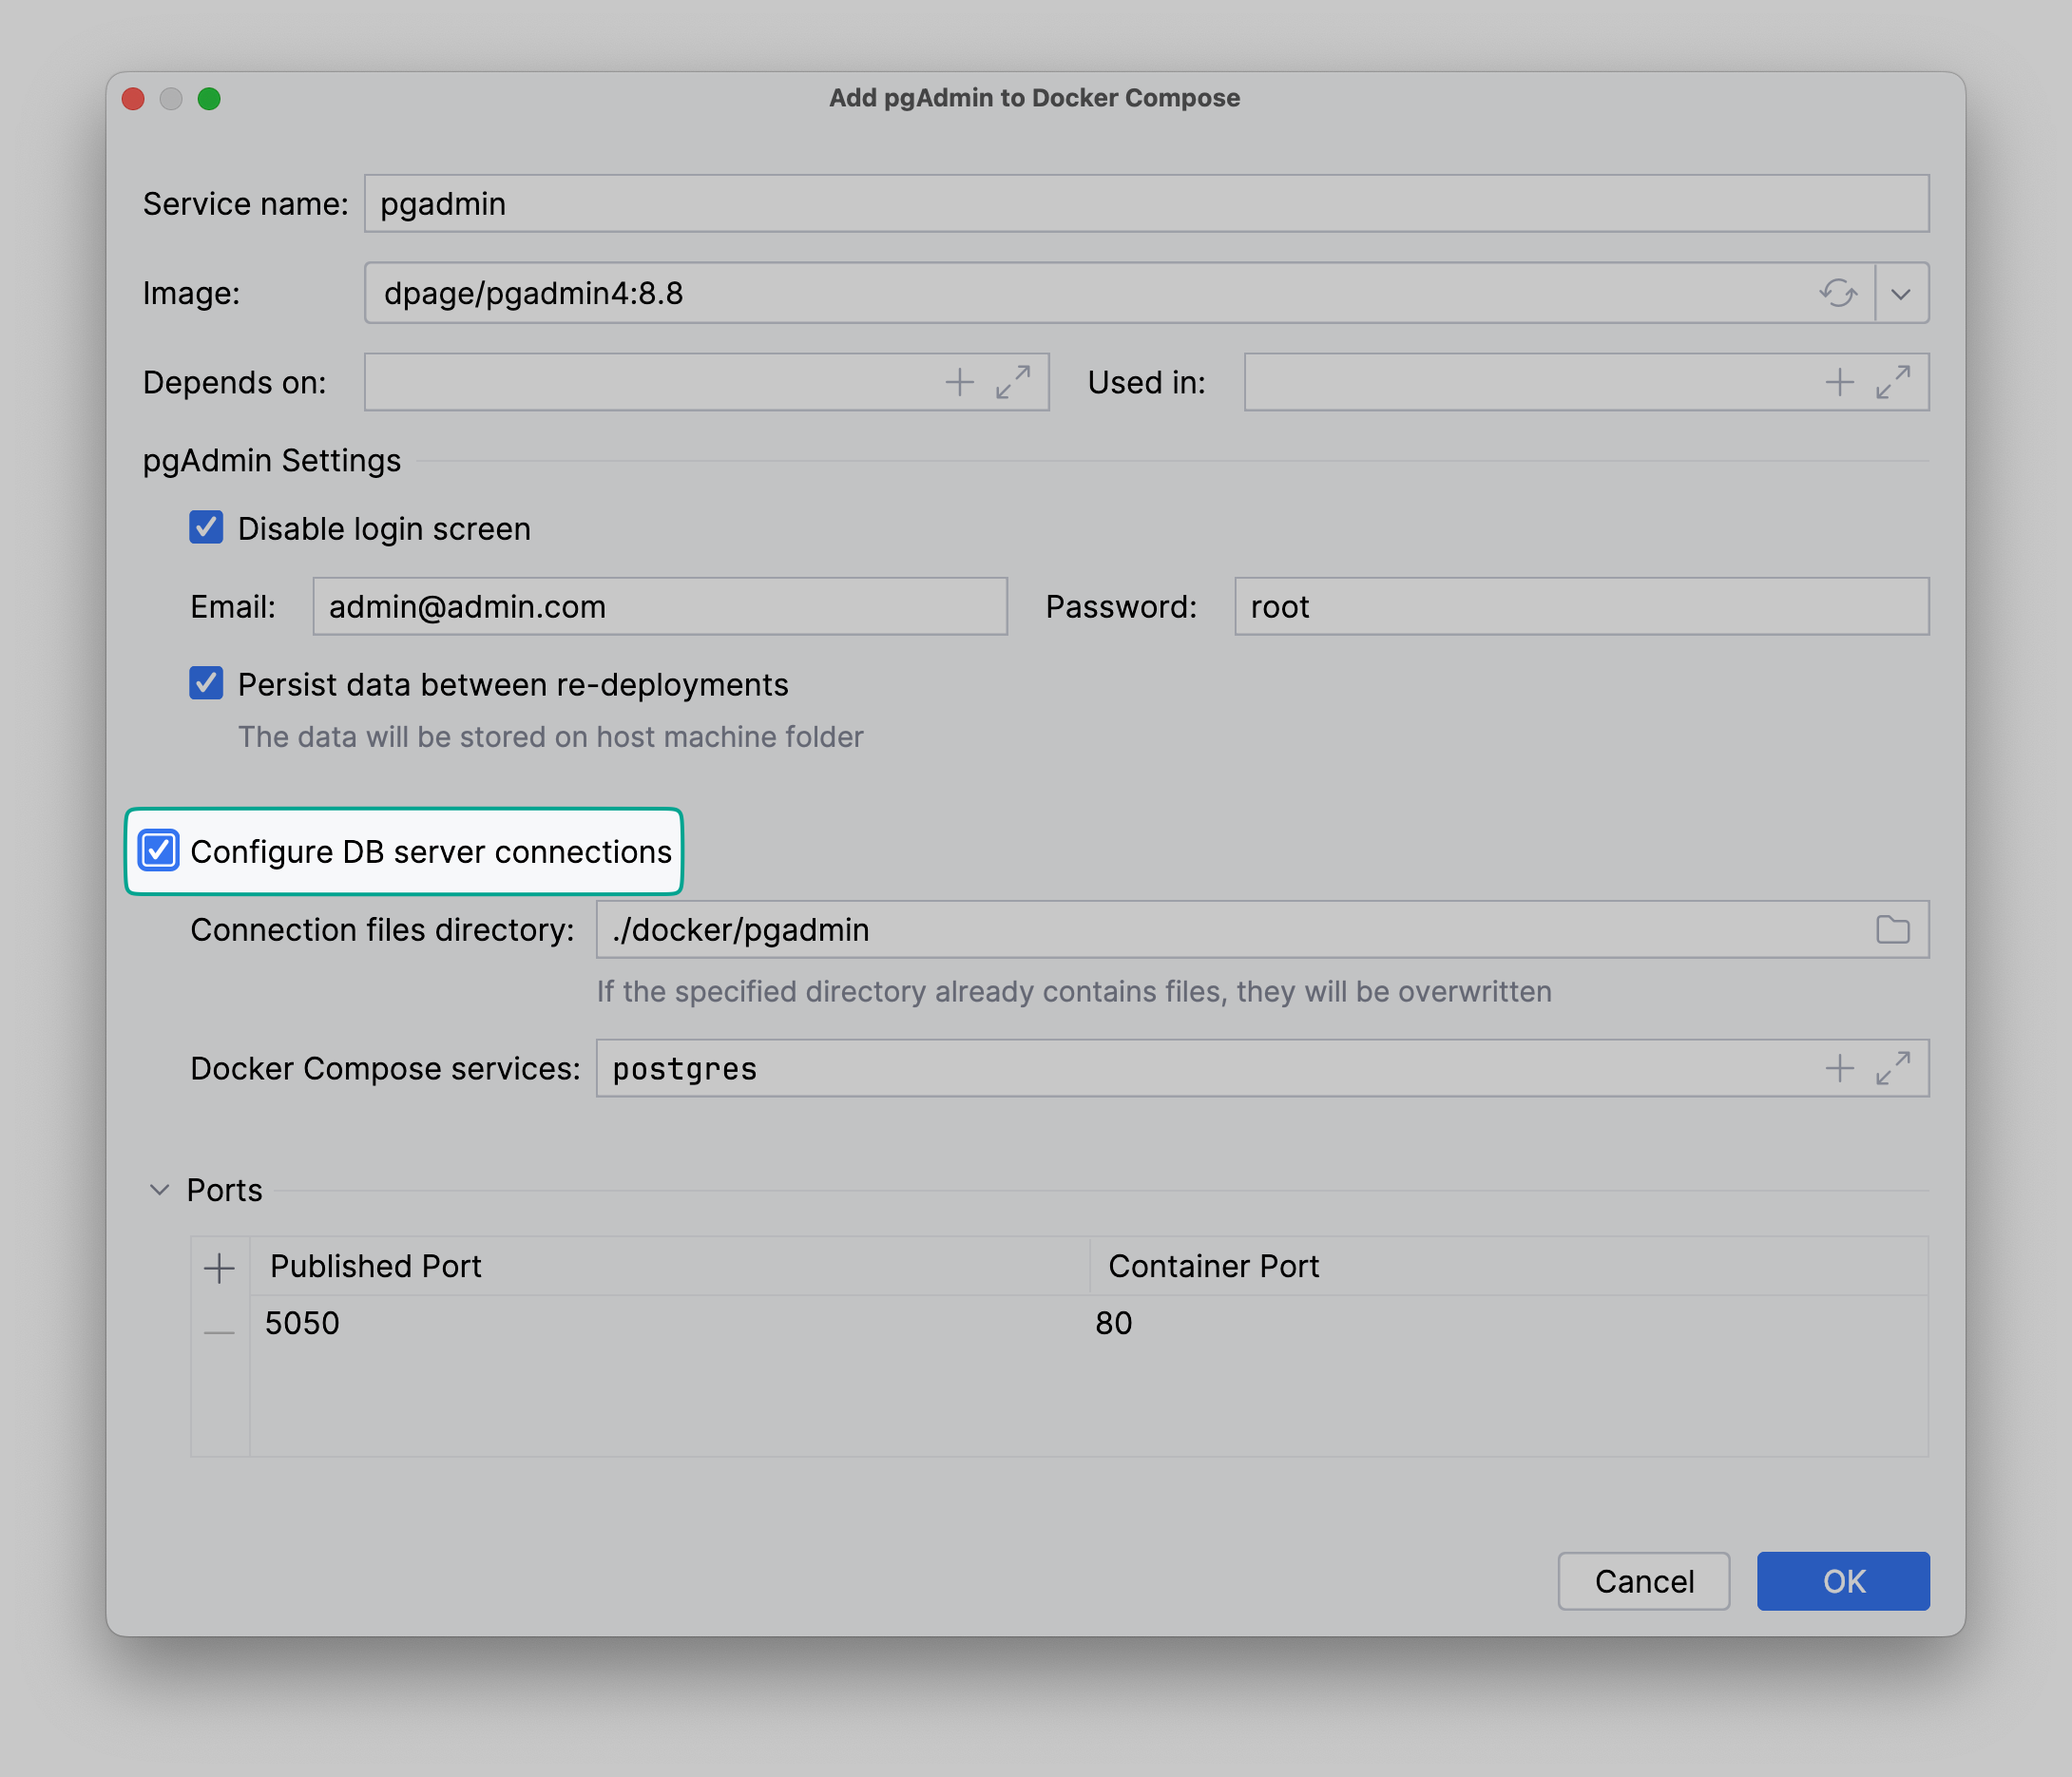 Add pgAdmin to Docker Compose
Service name: pgadmin
Image: dpage/pgadmin4:8.8
Depends on: Used in:
pgAdmin Settings
Disable login screen
Email: admin@admin.com Password: root
Persist data between re-deployments
The data will be stored on host machine folder
Configure DB server connections
Connection files directory: ./docker/pgadmin
If the specified directory already contains files, they will be overwritten
Docker Compose services: postgres
Ports
Published Port Container Port
5050 80
Cancel OK